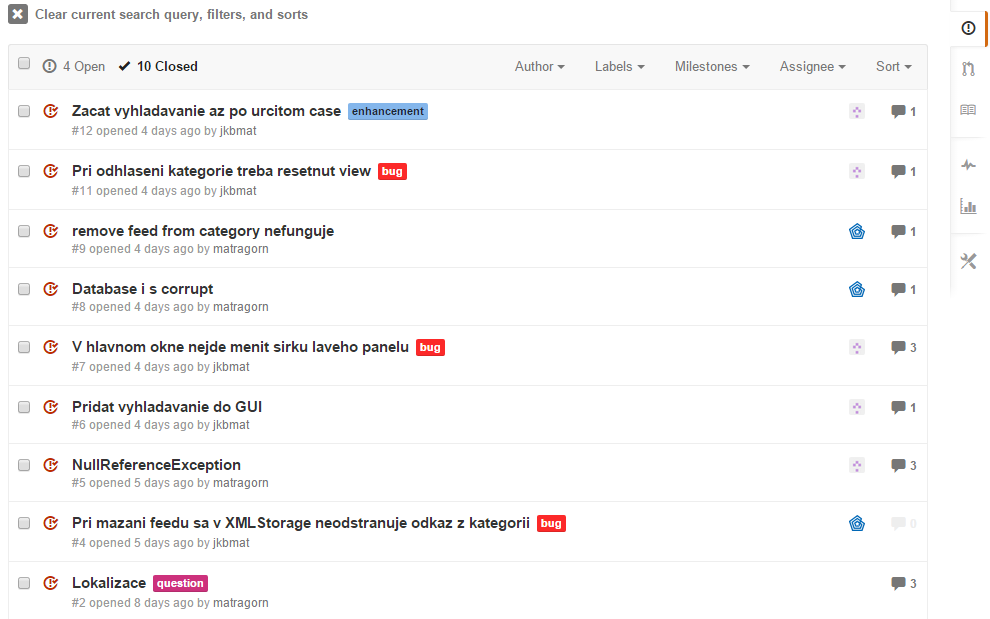 Clear current search query, filters, and sorts
4 Open 10 Closed Author Labels Milestones Assignee Sort
Zacat vyhladavanie az po urcitom case enhancement 1
#12 opened 4 days ago by jkbmat
Pri odhlaseni kategorie treba resetnut view bug 1
#11 opened 4 days ago by jkbmat
remove feed from category nefunguje 1
#9 opened 4 days ago by matragorn
Database i s corrupt 1
#8 opened 4 days ago by matragorn
V hlavnom okne nejde menit sirku laveho panelu bug 3
#7 opened 4 days ago by jkbmat
Pridat vyhladavanie do GUI 1
#6 opened 4 days ago by jkbmat
NullReferenceException 3
#5 opened 5 days ago by matragorn
Pri mazani feedu sa v XMLStorage neodstranuje odkaz z kategorii bug 0
#4 opened 5 days ago by jkbmat
Lokalizace question 3
#2 opened 8 days ago by matragorn